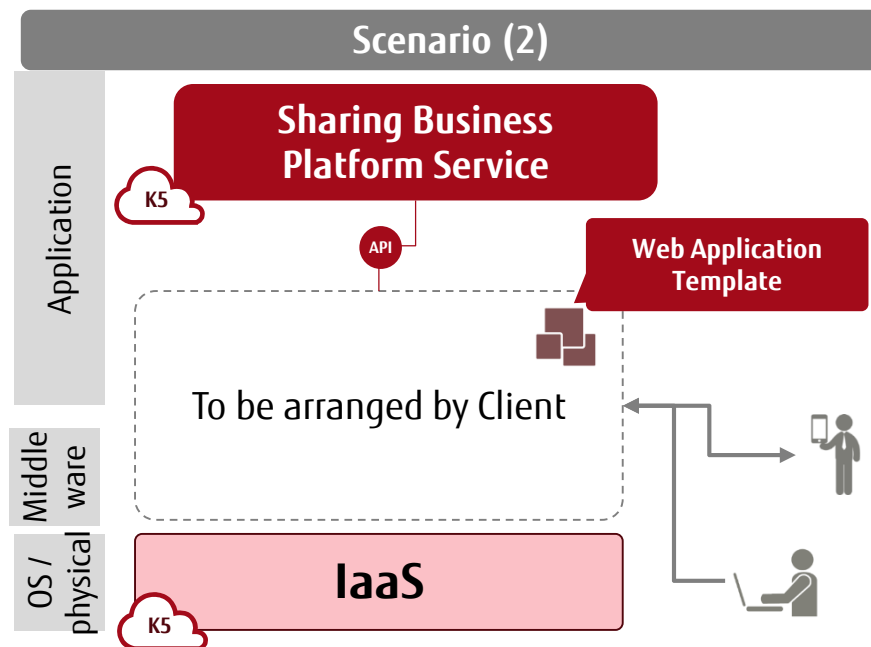 Scenario (2)
Application
Sharing Business
Platform Service
K5
API
Web Application
Template
To be arranged by Client
Middle
ware
OS /
physical
IaaS
K5